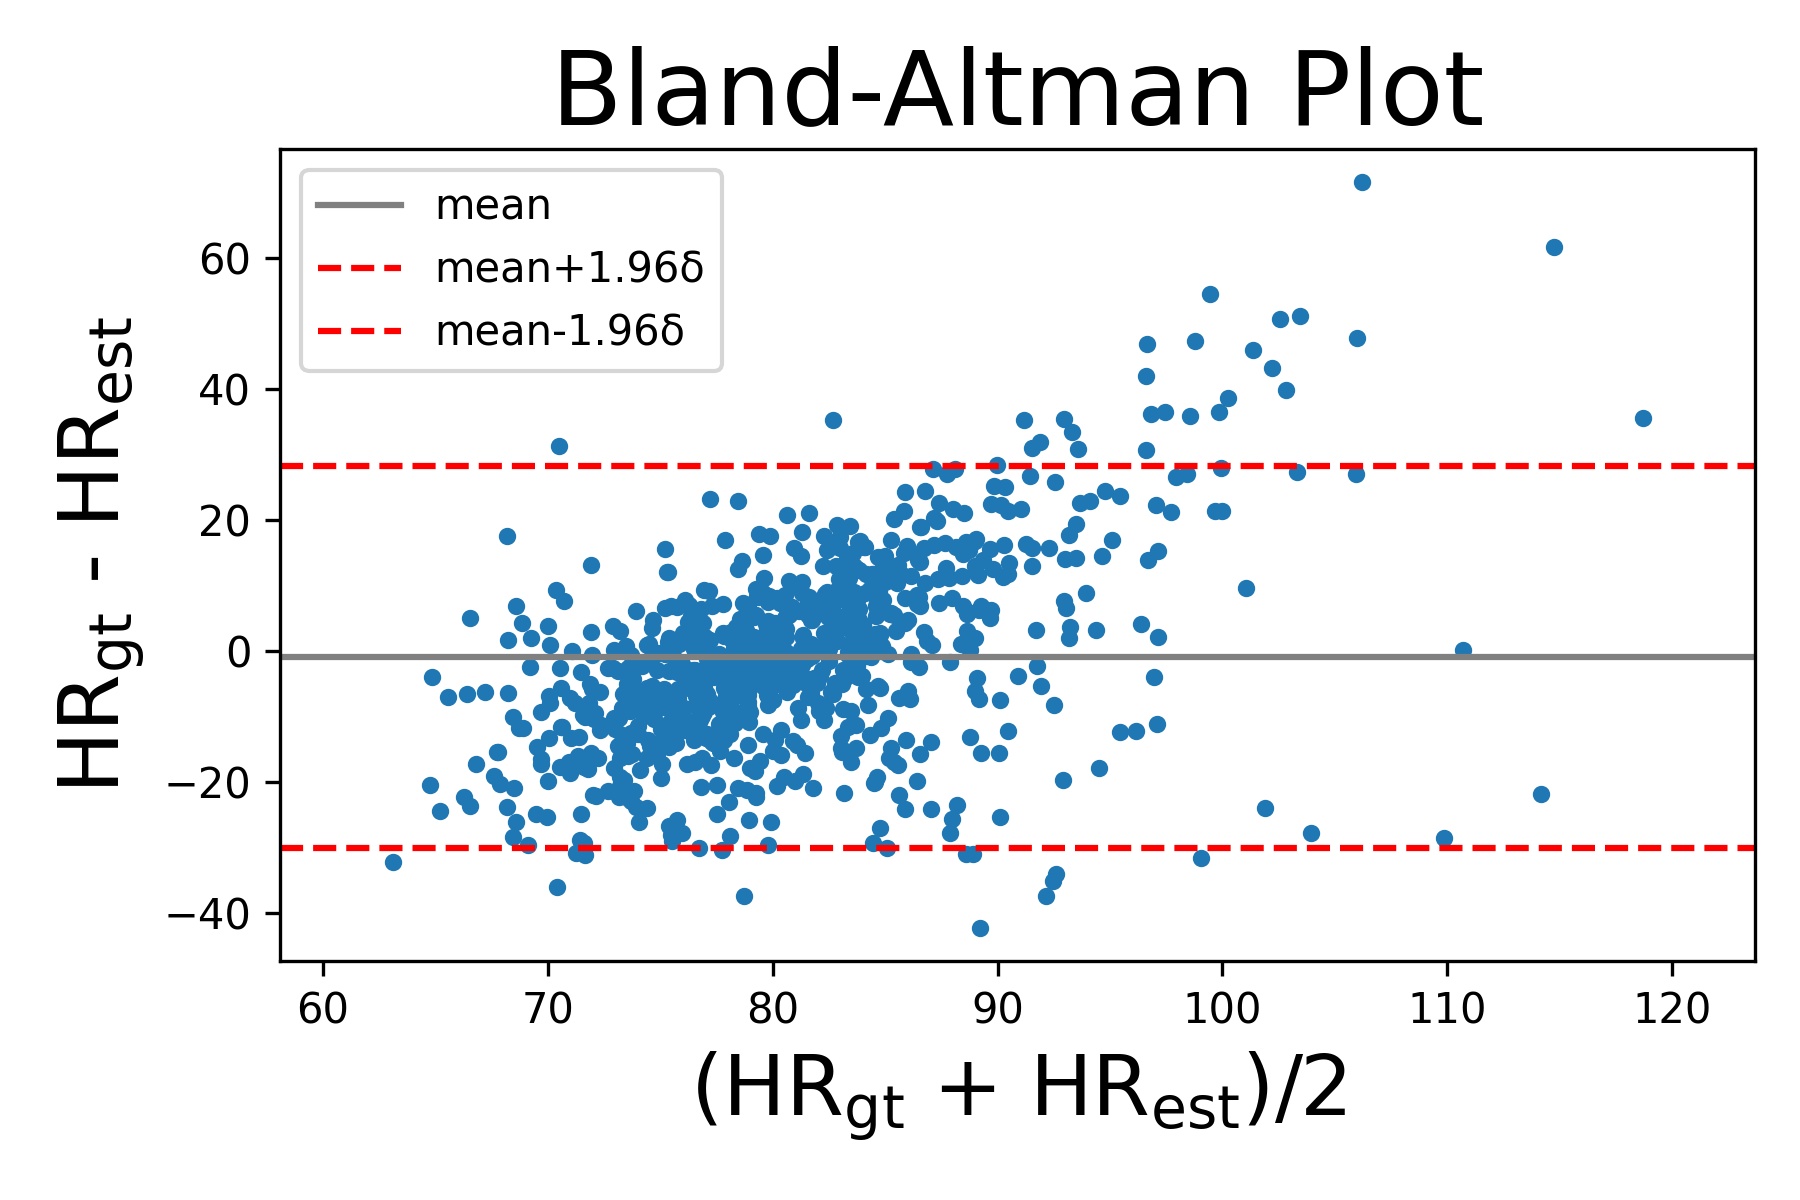 Bland-Altman Plot
mean
mean+1.96δ
mean-1.96δ
HRgt - HRest
60
40
20
0
−20
−40
60 70 80 90 100 110 120
(HRgt + HRest)/2